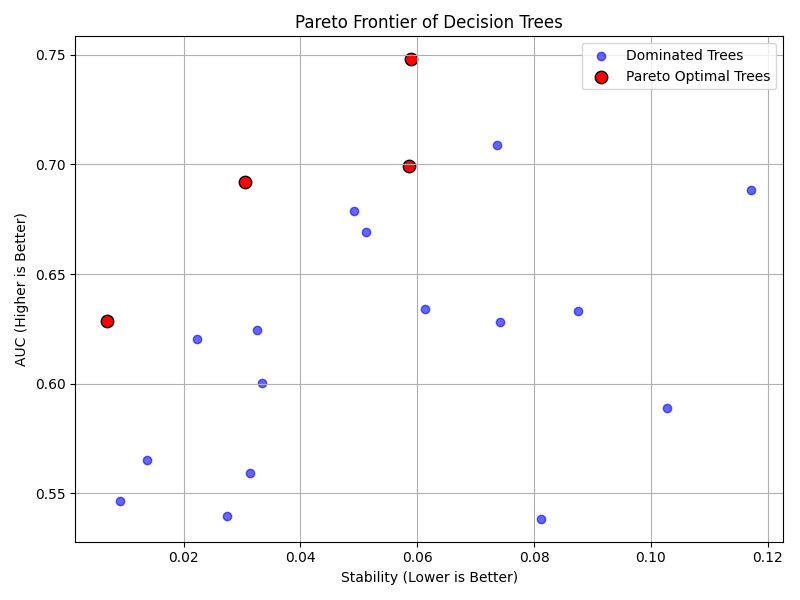 Pareto Frontier of Decision Trees
Dominated Trees
Pareto Optimal Trees
AUC (Higher is Better)
0.75
0.70
0.65
0.60
0.55
0.02 0.04 0.06 0.08 0.10 0.12
Stability (Lower is Better)